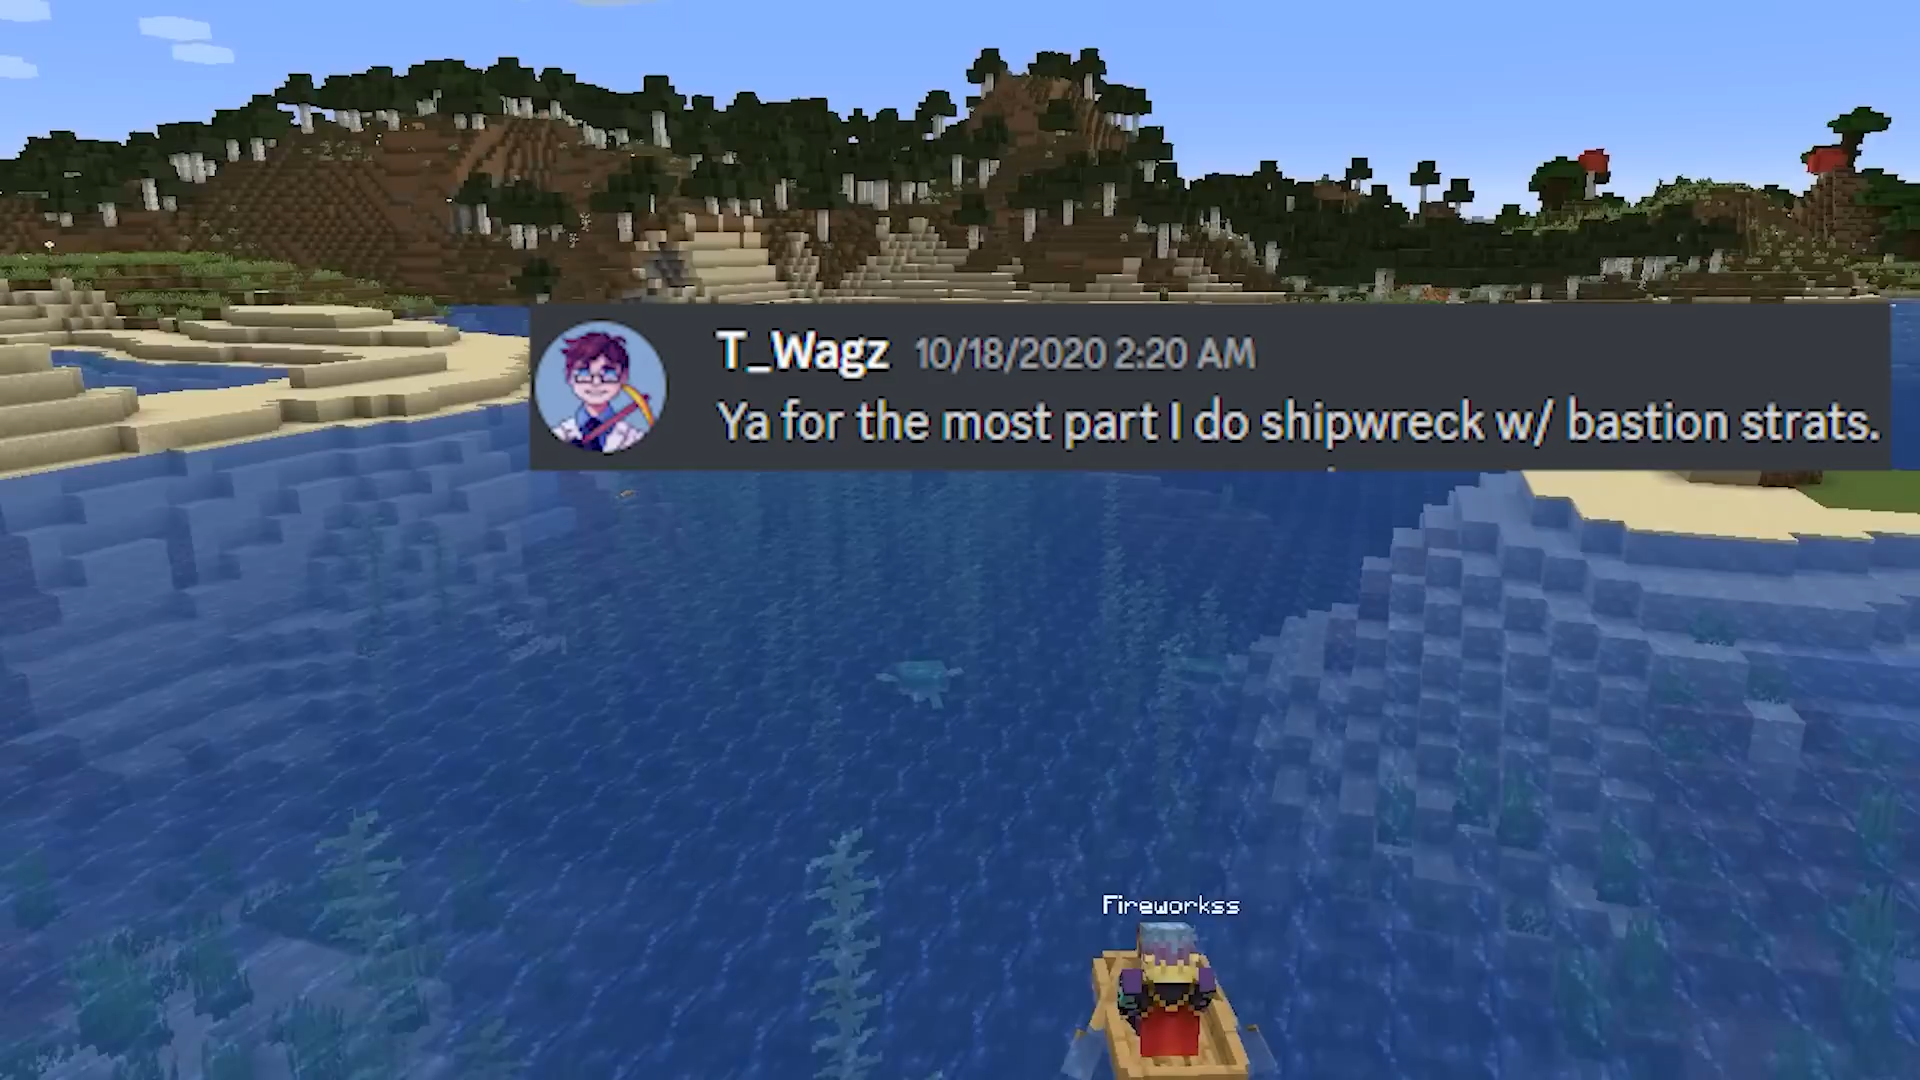 T_Wagz 10/18/2020 2:20 AM
Ya for the most part I do shipwreck w/ bastion strats.
Fireworkss